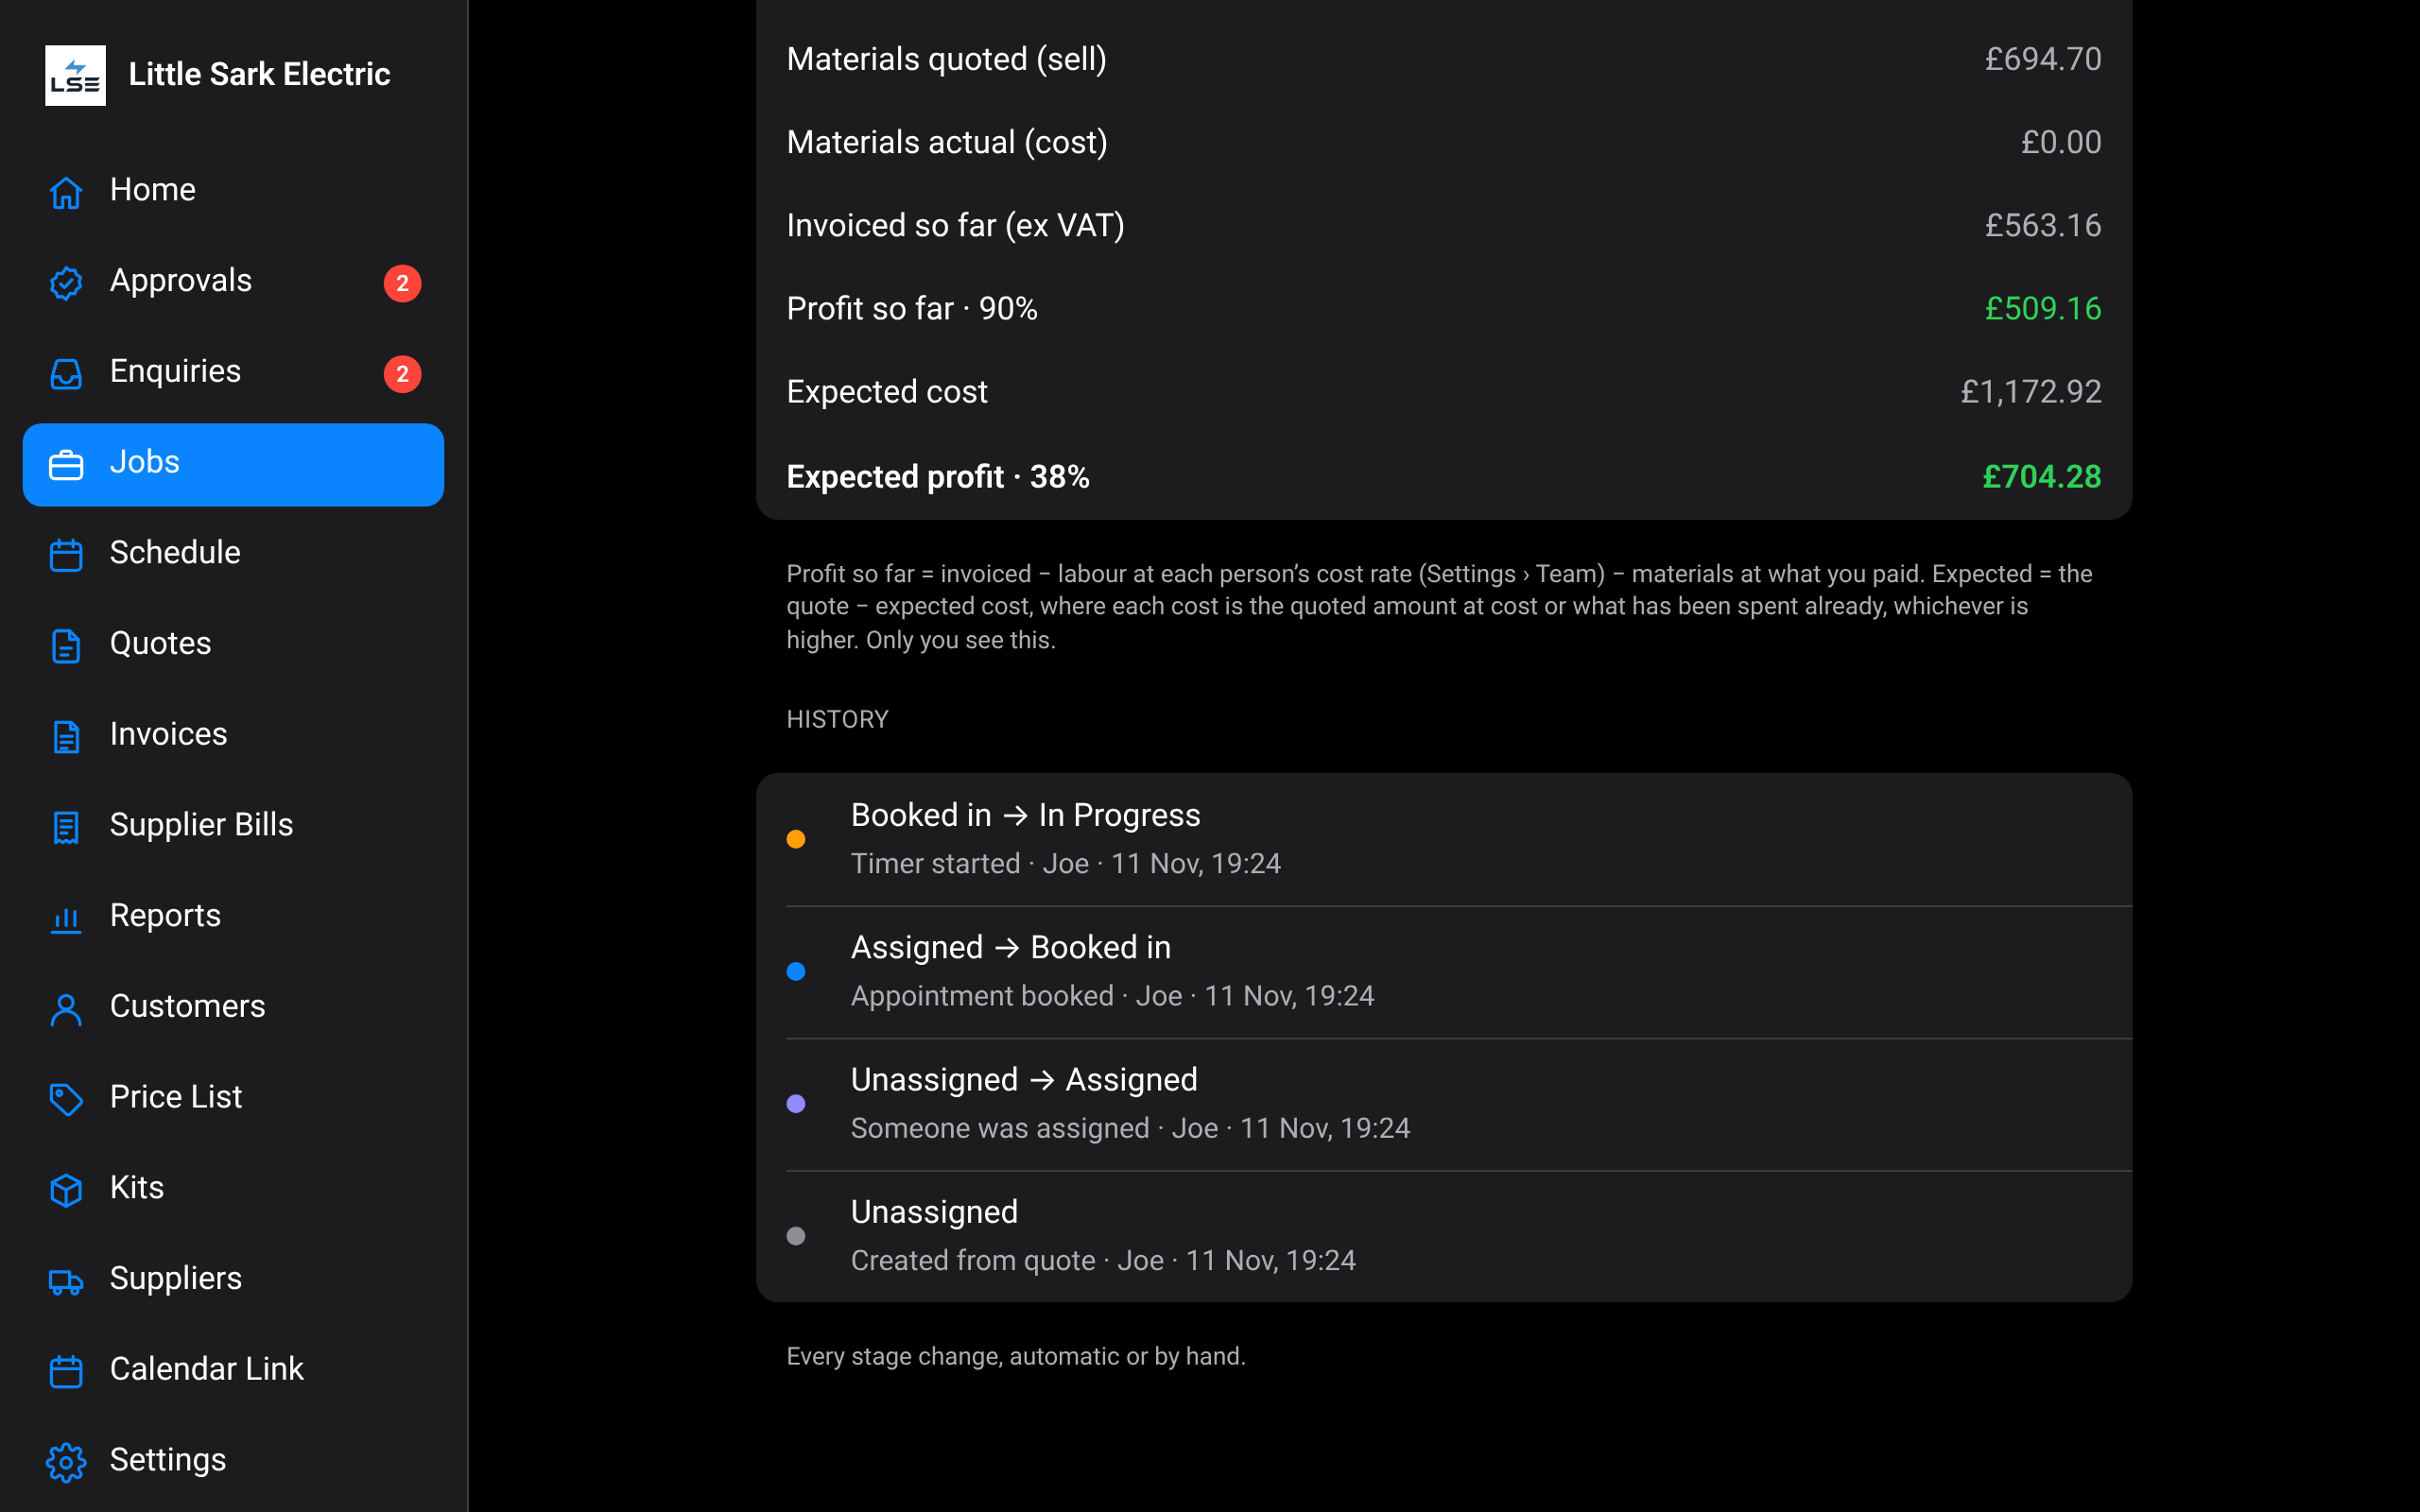 LSE
Little Sark Electric
Home
Approvals 2
Enquiries 2
Jobs
Schedule
Quotes
Invoices
Supplier Bills
Reports
Customers
Price List
Kits
Suppliers
Calendar Link
Settings
Materials quoted (sell) £694.70
Materials actual (cost) £0.00
Invoiced so far (ex VAT) £563.16
Profit so far · 90% £509.16
Expected cost £1,172.92
Expected profit · 38% £704.28
Profit so far = invoiced − labour at each person’s cost rate (Settings › Team) − materials at what you paid. Expected = the
quote − expected cost, where each cost is the quoted amount at cost or what has been spent already, whichever is
higher. Only you see this.
HISTORY
Booked in → In Progress
Timer started · Joe · 11 Nov, 19:24
Assigned → Booked in
Appointment booked · Joe · 11 Nov, 19:24
Unassigned → Assigned
Someone was assigned · Joe · 11 Nov, 19:24
Unassigned
Created from quote · Joe · 11 Nov, 19:24
Every stage change, automatic or by hand.